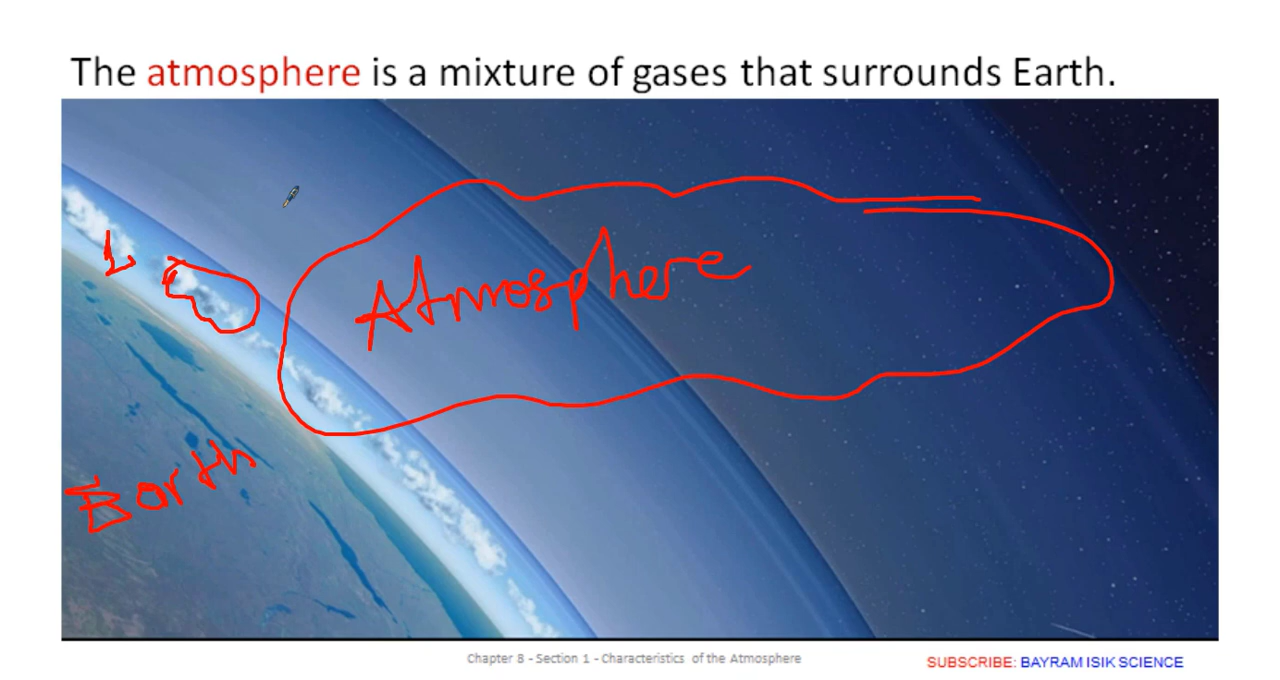 The atmosphere is a mixture of gases that surrounds Earth.
Atmosphere
Earth
Chapter 8 - Section 1 - Characteristics of the Atmosphere
SUBSCRIBE: BAYRAM ISIK SCIENCE